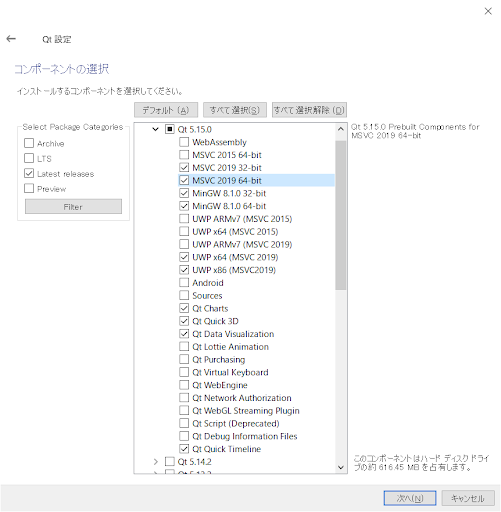 Qt 設定
コンポーネントの選択
インストールするコンポーネントを選択してください。
デフォルト (A)
すべて選択(S)
すべて選択解除 (D)
Select Package Categories
Archive
LTS
Latest releases
Preview
Filter
Qt 5.15.0
WebAssembly
MSVC 2015 64-bit
MSVC 2019 32-bit
MSVC 2019 64-bit
MinGW 8.1.0 32-bit
MinGW 8.1.0 64-bit
UWP ARMv7 (MSVC 2015)
UWP x64 (MSVC 2015)
UWP ARMv7 (MSVC 2019)
UWP x64 (MSVC 2019)
UWP x86 (MSVC2019)
Android
Sources
Qt Charts
Qt Quick 3D
Qt Data Visualization
Qt Lottie Animation
Qt Purchasing
Qt Virtual Keyboard
Qt WebEngine
Qt Network Authorization
Qt WebGL Streaming Plugin
Qt Script (Deprecated)
Qt Debug Information Files
Qt Quick Timeline
Qt 5.14.2
Qt 5.15.0 Prebuilt Components for
MSVC 2019 64-bit
このコンポーネントはハード ディスク ドライ
ブの約 616.45 MB を占有します。
次へ(N)
キャンセル